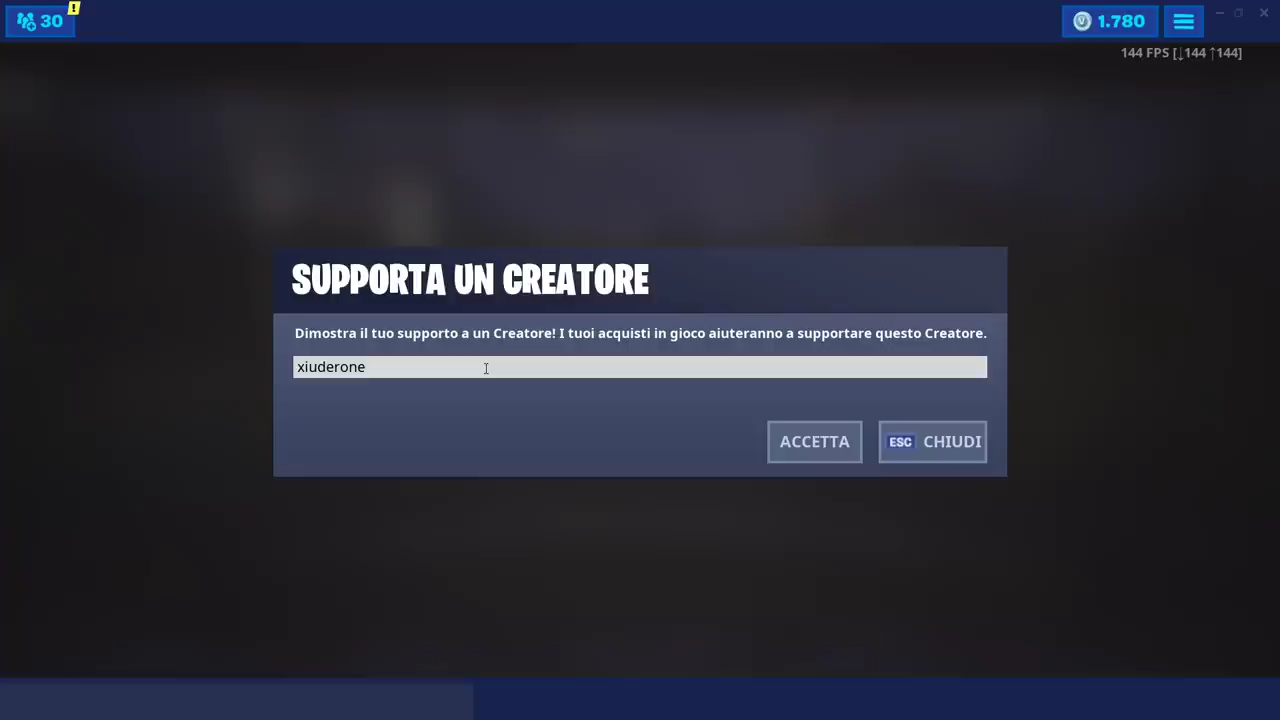 30
!
1.780
144 FPS [↓144 ↑144]
SUPPORTA UN CREATORE
Dimostra il tuo supporto a un Creatore! I tuoi acquisti in gioco aiuteranno a supportare questo Creatore.
xiuderone
ACCETTA
ESC CHIUDI